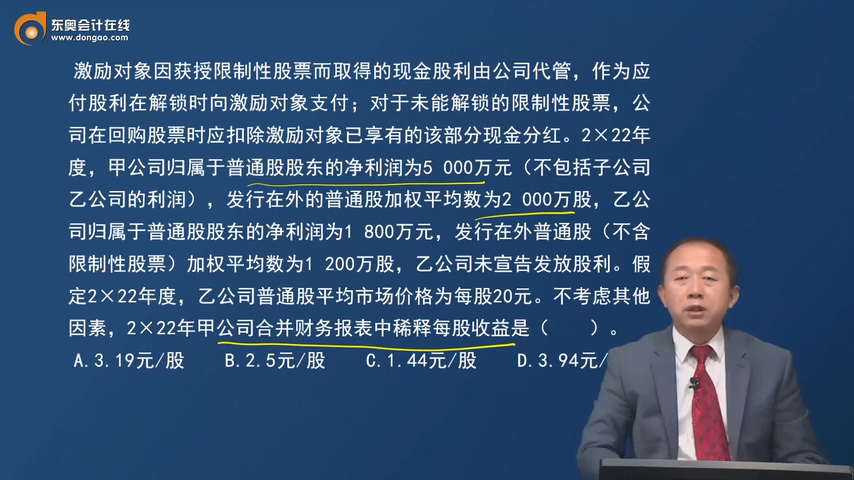 东奥会计在线
www.dongao.com
激励对象因获授限制性股票而取得的现金股利由公司代管，作为应
付股利在解锁时向激励对象支付；对于未能解锁的限制性股票，公
司在回购股票时应扣除激励对象已享有的该部分现金分红。2×22年
度，甲公司归属于普通股股东的净利润为5 000万元（不包括子公司
乙公司的利润），发行在外的普通股加权平均数为2 000万股，乙公
司归属于普通股股东的净利润为1 800万元，发行在外普通股（不含
限制性股票）加权平均数为1 200万股，乙公司未宣告发放股利。假
定2×22年度，乙公司普通股平均市场价格为每股20元。不考虑其他
因素，2×22年甲公司合并财务报表中稀释每股收益是（　　）。
A.3.19元/股 B.2.5元/股 C.1.44元/股 D.3.94元/